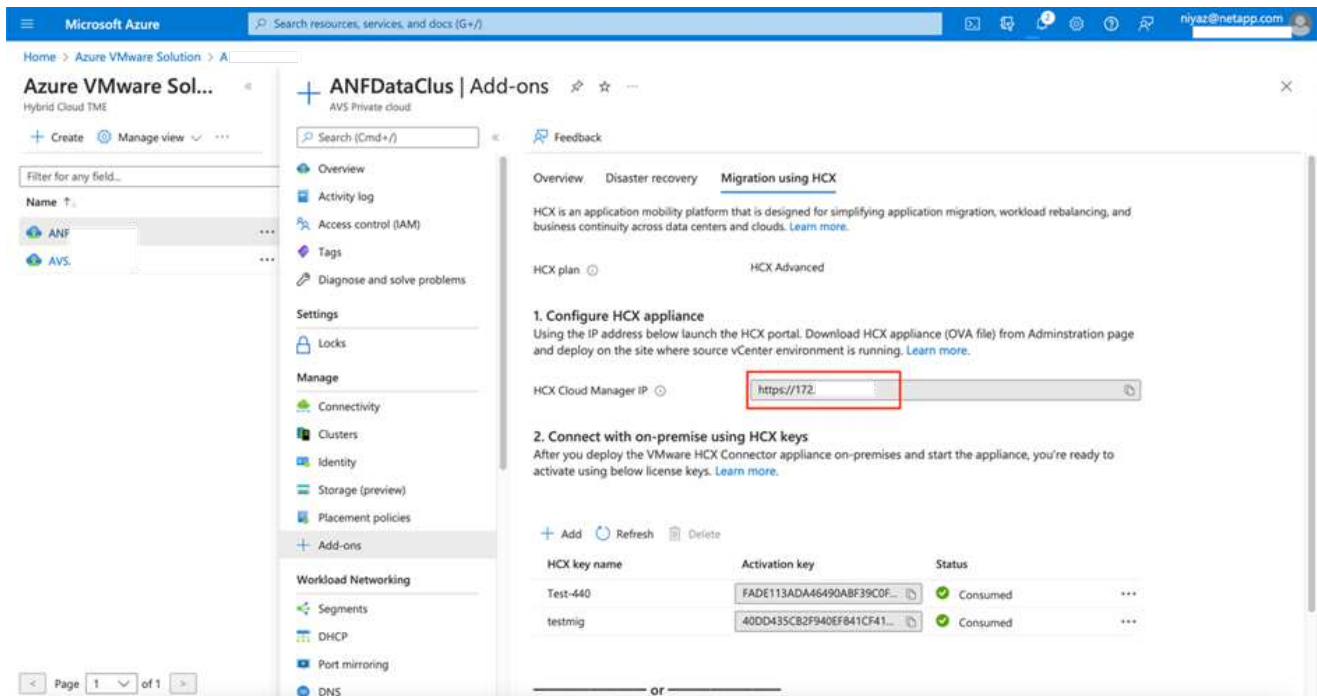 Microsoft Azure
Search resources, services, and docs (G+/)
2
niyaz@netapp.com
Home > Azure VMware Solution > A
Azure VMware Sol...
Hybrid Cloud TME
+ Create Manage view ...
Filter for any field...
Name ↑
ANF ...
AVS. ...
< Page 1 of 1 >
ANFDataClus | Add-ons ...
AVS Private cloud
Search (Cmd+/)
Overview
Activity log
Access control (IAM)
Tags
Diagnose and solve problems
Settings
Locks
Manage
Connectivity
Clusters
Identity
Storage (preview)
Placement policies
Add-ons
Workload Networking
Segments
DHCP
Port mirroring
DNS
Feedback
Overview Disaster recovery Migration using HCX
HCX is an application mobility platform that is designed for simplifying application migration, workload rebalancing, and
business continuity across data centers and clouds. Learn more.
HCX plan HCX Advanced
1. Configure HCX appliance
Using the IP address below launch the HCX portal. Download HCX appliance (OVA file) from Adminstration page
and deploy on the site where source vCenter environment is running. Learn more.
HCX Cloud Manager IP https://172.
2. Connect with on-premise using HCX keys
After you deploy the VMware HCX Connector appliance on-premises and start the appliance, you're ready to
activate using below license keys. Learn more.
+ Add Refresh Delete
HCX key name Activation key Status
Test-440 FADE113ADA46490ABF39C0F... Consumed ...
testmig 40DD435CB2F940EF841CF41... Consumed ...
or